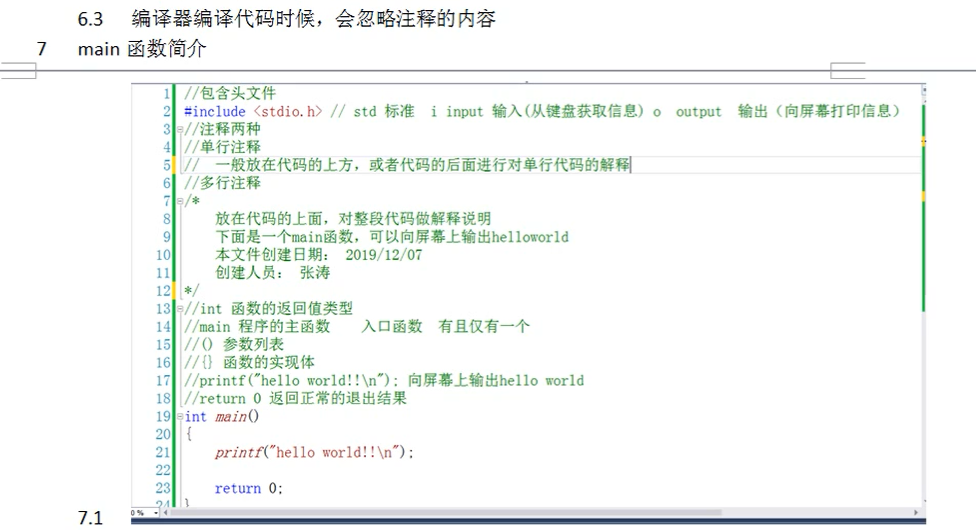 6.3 编译器编译代码时候，会忽略注释的内容
7 main 函数简介
1 //包含头文件
2 #include <stdio.h> // std 标准 i input 输入(从键盘获取信息) o output 输出（向屏幕打印信息）
3 //注释两种
4 //单行注释
5 // 一般放在代码的上方，或者代码的后面进行对单行代码的解释
6 //多行注释
7 /*
8 放在代码的上面，对整段代码做解释说明
9 下面是一个main函数，可以向屏幕上输出helloworld
10 本文件创建日期： 2019/12/07
11 创建人员： 张涛
12 */
13 //int 函数的返回值类型
14 //main 程序的主函数 入口函数 有且仅有一个
15 //() 参数列表
16 //{} 函数的实现体
17 //printf("hello world!!\n"); 向屏幕上输出hello world
18 //return 0 返回正常的退出结果
19 int main()
20 {
21 printf("hello world!!\n");
22
23 return 0;
24 }
0 %
7.1